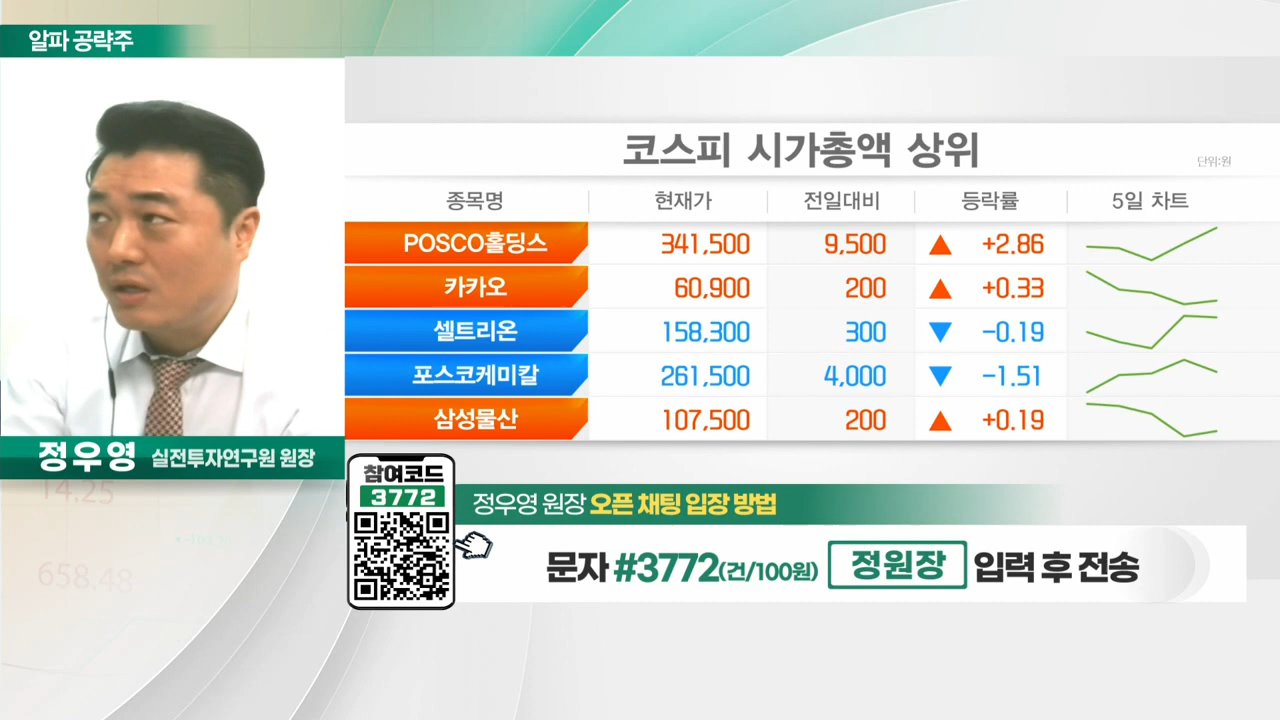 알파 공략주
코스피 시가총액 상위
단위:원
종목명 현재가 전일대비 등락률 5일 차트
POSCO홀딩스 341,500 9,500 ▲ +2.86
카카오 60,900 200 ▲ +0.33
셀트리온 158,300 300 ▼ -0.19
포스코케미칼 261,500 4,000 ▼ -1.51
삼성물산 107,500 200 ▲ +0.19
정우영 실전투자연구원 원장
14.25
658.48
참여코드
3772
정우영 원장 오픈 채팅 입장 방법
문자 #3772(건/100원) 정원장 입력 후 전송